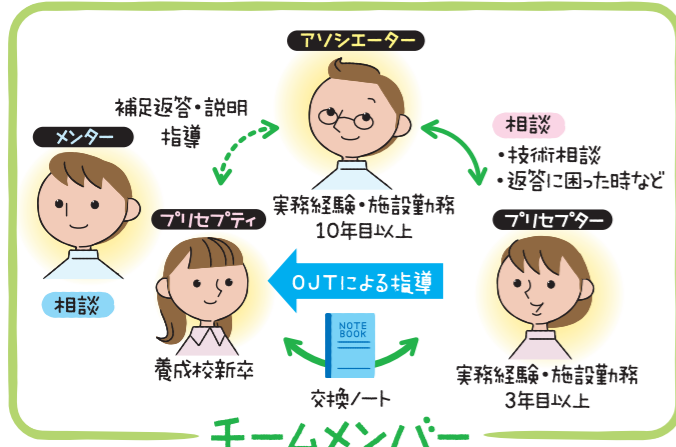 アソシエーター
補足返答・説明
指導
メンター
相談
・技術相談
・返答に困った時など
実務経験・施設勤務
10年目以上
プリセプティ
プリセプター
OJTによる指導
相談
NOTE
BOOK
養成校新卒
交換ノート
実務経験・施設勤務
3年目以上
チームメンバー